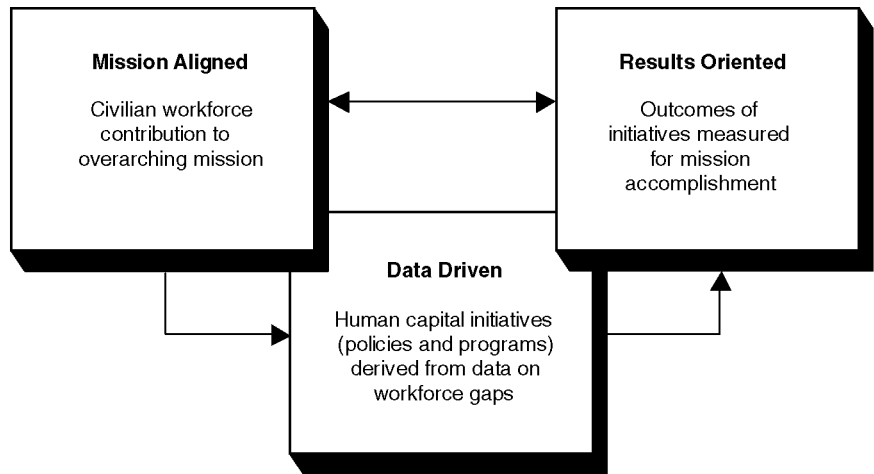 Mission Aligned
Civilian workforce
contribution to
overarching mission
Results Oriented
Outcomes of
initiatives measured
for mission
accomplishment
Data Driven
Human capital initiatives
(policies and programs)
derived from data on
workforce gaps